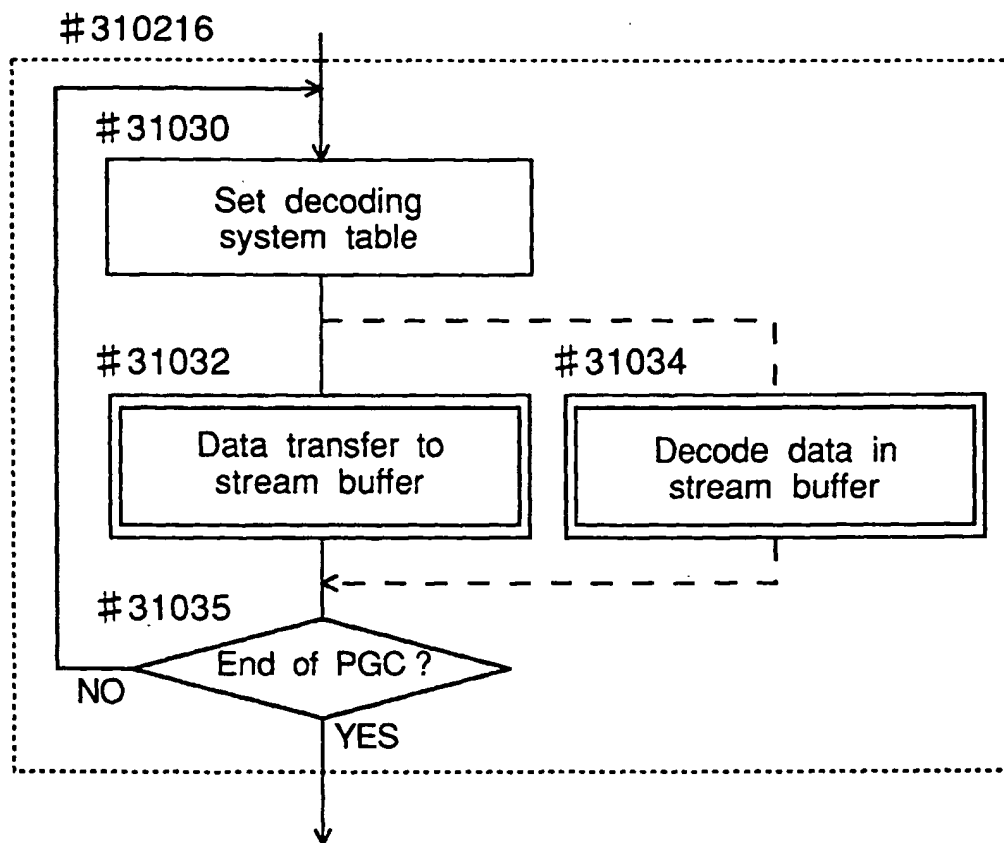 #310216
#31030
Set decoding
system table
#31032
#31034
Data transfer to
stream buffer
Decode data in
stream buffer
#31035
End of PGC ?
NO
YES